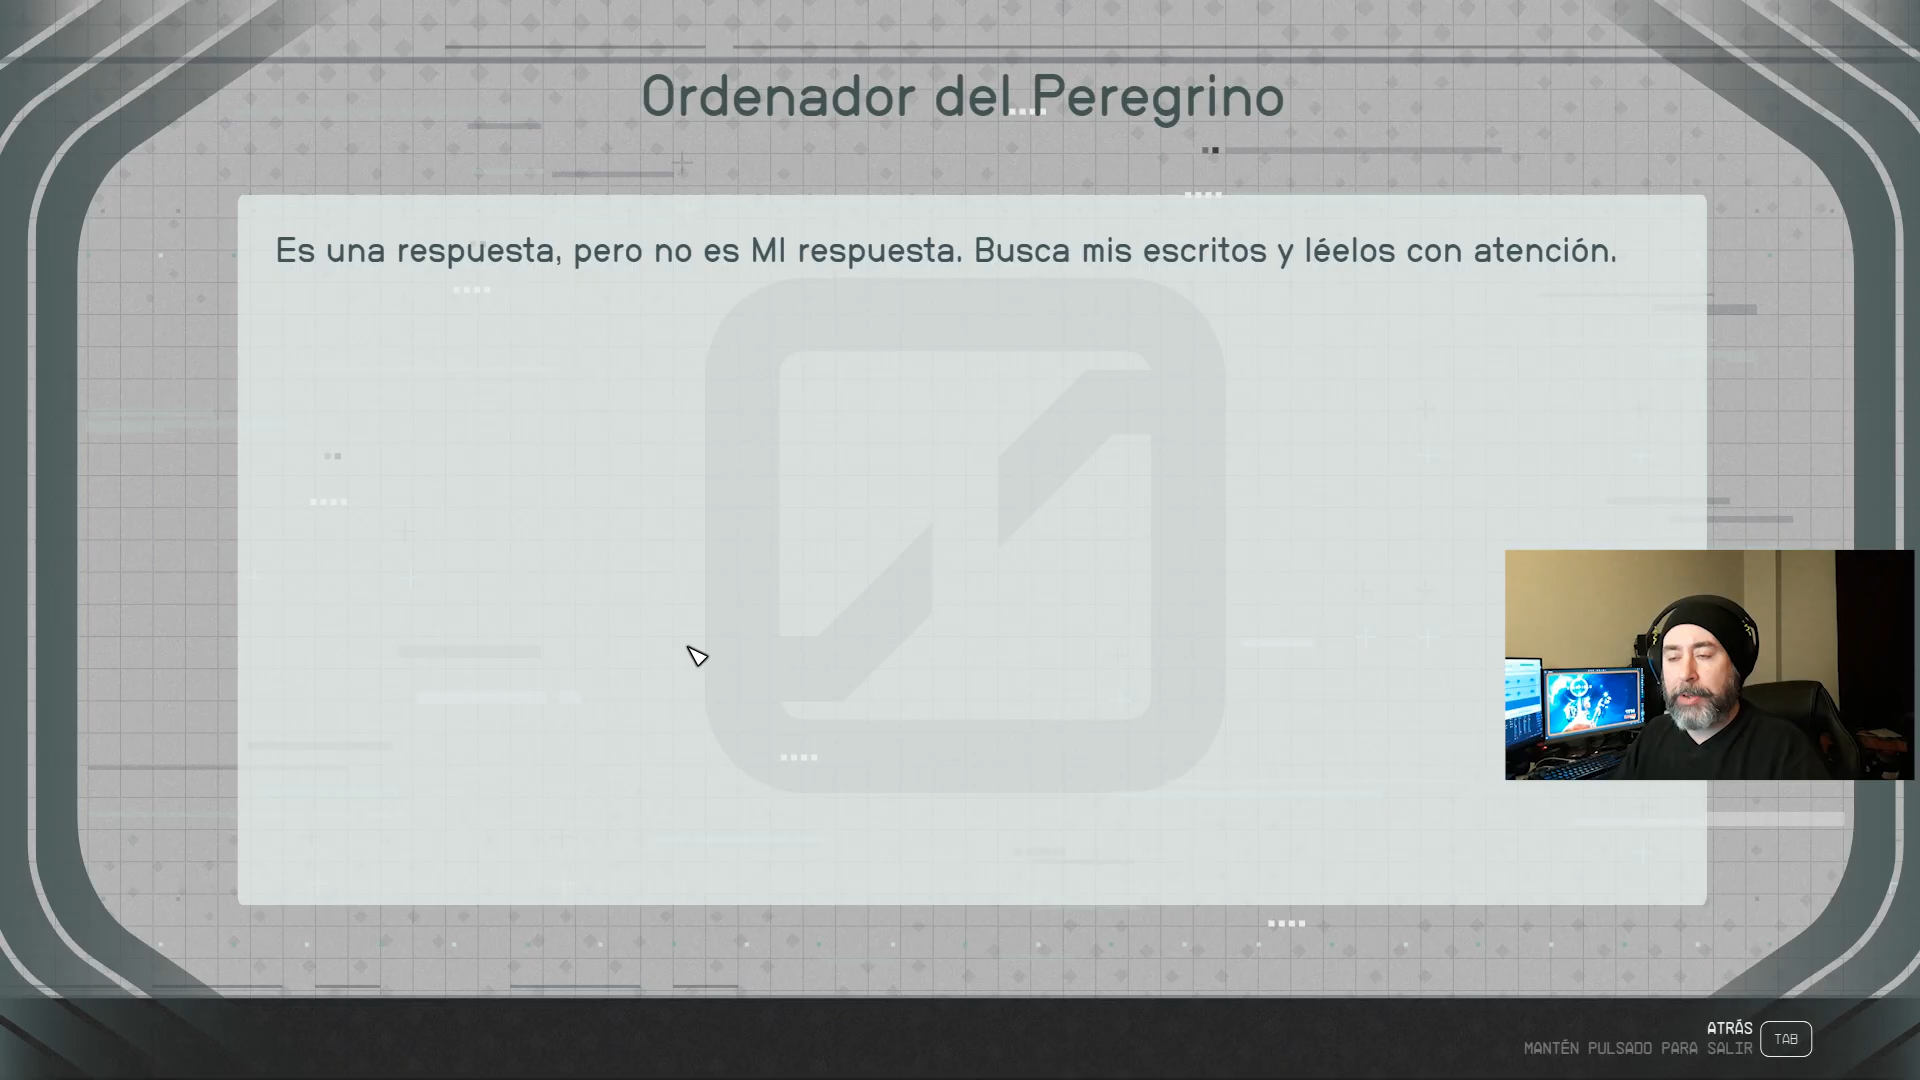 Ordenador del Peregrino
Es una respuesta, pero no es MI respuesta. Busca mis escritos y léelos con atención.
ATRÁS
MANTÉN PULSADO PARA SALIR
TAB